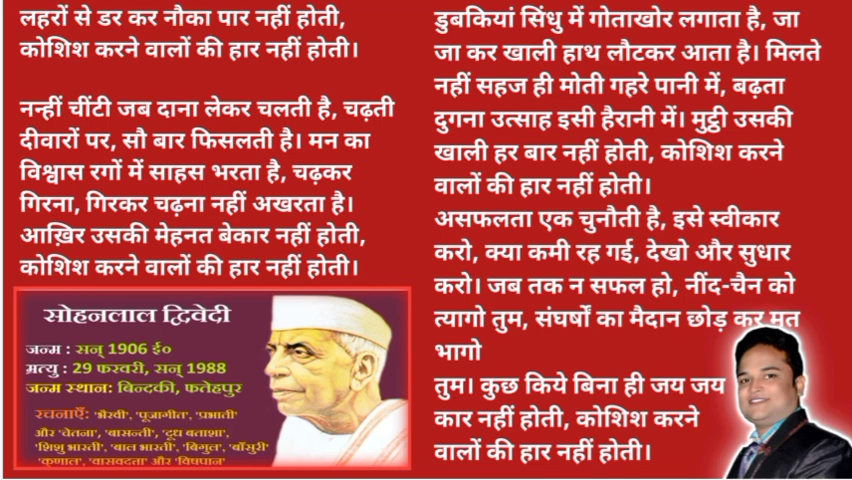 लहरों से डर कर नौका पार नहीं होती,
कोशिश करने वालों की हार नहीं होती।
नन्हीं चींटी जब दाना लेकर चलती है, चढ़ती
दीवारों पर, सौ बार फिसलती है। मन का
विश्वास रगों में साहस भरता है, चढ़कर
गिरना, गिरकर चढ़ना नहीं अखरता है।
आख़िर उसकी मेहनत बेकार नहीं होती,
कोशिश करने वालों की हार नहीं होती।
सोहनलाल द्विवेदी
जन्म : सन् 1906 ई०
म्रत्यु : 29 फरवरी, सन् 1988
जन्म स्थानः बिन्दकी, फतेहपुर
रचनाएँ: 'भैरवी', 'पूजागीत', 'प्रभाती'
और 'चेतना', 'बासन्ती', 'दूध बताशा',
'शिशु भारती', 'बाल भारती', 'बिगुल', 'बाँसुरी'
'कुणाल', 'वासवदता' और 'विषपान'
डुबकियां सिंधु में गोताखोर लगाता है, जा
जा कर खाली हाथ लौटकर आता है। मिलते
नहीं सहज ही मोती गहरे पानी में, बढ़ता
दुगना उत्साह इसी हैरानी में। मुट्ठी उसकी
खाली हर बार नहीं होती, कोशिश करने
वालों की हार नहीं होती।
असफलता एक चुनौती है, इसे स्वीकार
करो, क्या कमी रह गई, देखो और सुधार
करो। जब तक न सफल हो, नींद-चैन को
त्यागो तुम, संघर्षों का मैदान छोड़ कर मत
भागो
तुम। कुछ किये बिना ही जय जय
कार नहीं होती, कोशिश करने
वालों की हार नहीं होती।